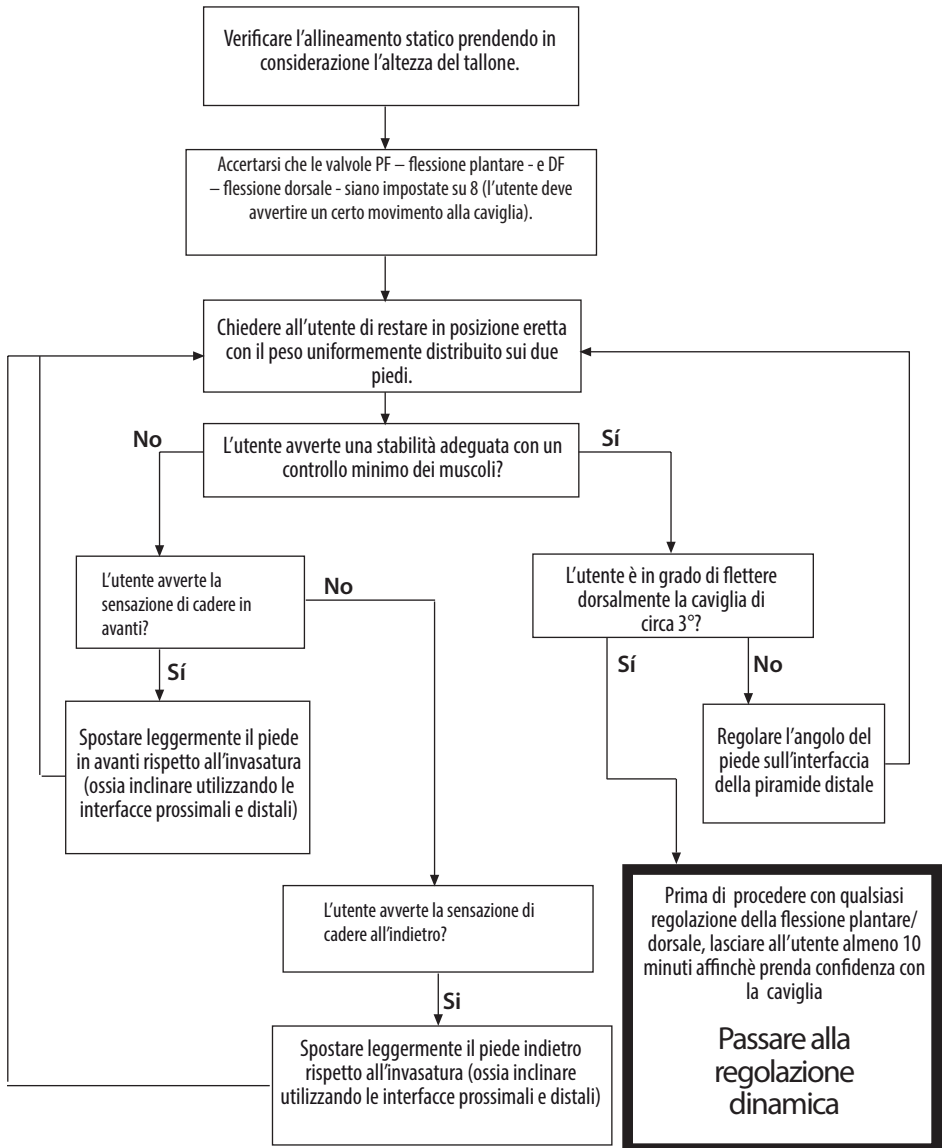 Verificare l'allineamento statico prendendo in
considerazione l'altezza del tallone.
Accertarsi che le valvole PF – flessione plantare - e DF
– flessione dorsale - siano impostate su 8 (l'utente deve
avvertire un certo movimento alla caviglia).
Chiedere all'utente di restare in posizione eretta
con il peso uniformemente distribuito sui due
piedi.
No
L'utente avverte una stabilità adeguata con un
controllo minimo dei muscoli?
Sí
L'utente avverte la
sensazione di cadere in
avanti?
No
L'utente è in grado di flettere
dorsalmente la caviglia di
circa 3°?
Sí
Sí
No
Spostare leggermente il piede
in avanti rispetto all'invasatura
(ossia inclinare utilizzando le
interfacce prossimali e distali)
Regolare l'angolo del
piede sull'interfaccia
della piramide distale
L'utente avverte la sensazione di
cadere all'indietro?
Si
Spostare leggermente il piede indietro
rispetto all'invasatura (ossia inclinare
utilizzando le interfacce prossimali e distali)
Prima di procedere con qualsiasi
regolazione della flessione plantare/
dorsale, lasciare all'utente almeno 10
minuti affinchè prenda confidenza con
la caviglia
Passare alla
regolazione
dinamica